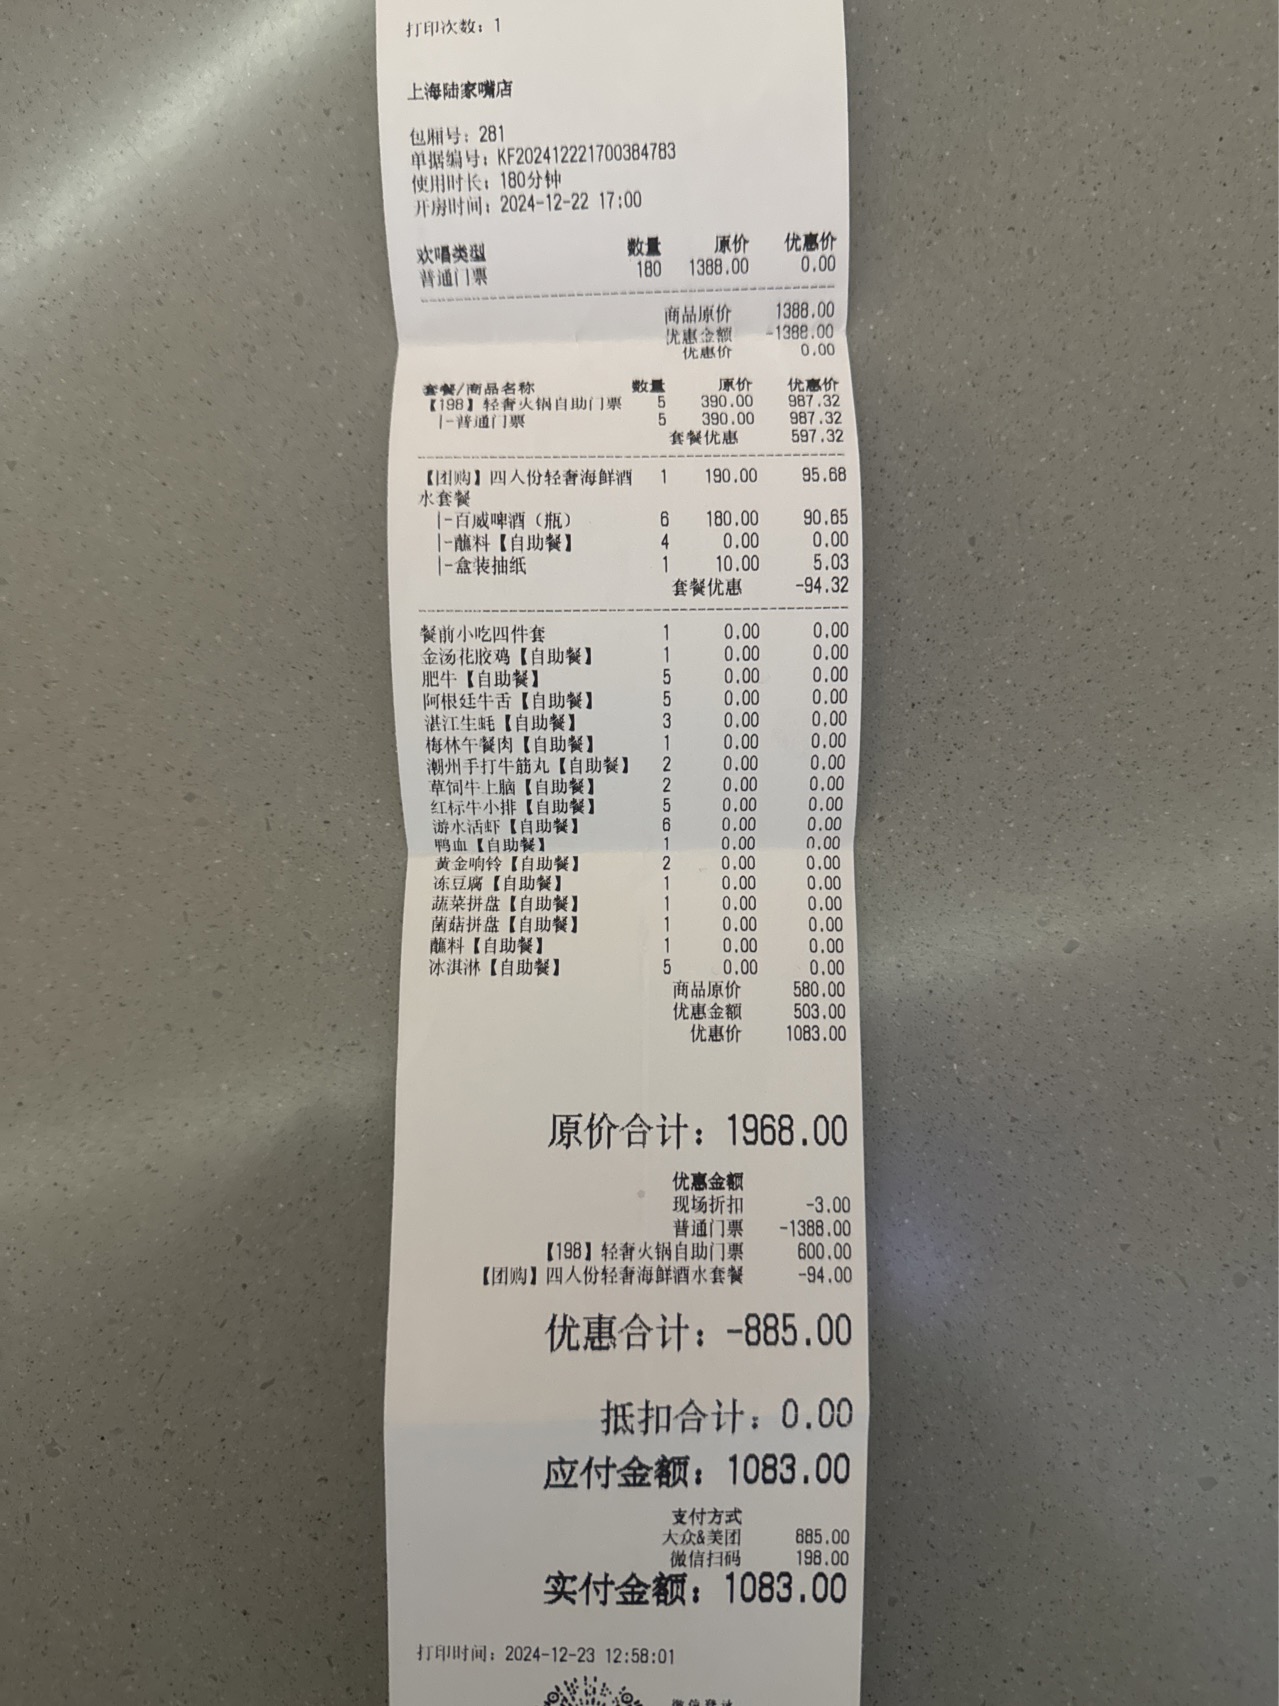 打印次数：1
上海陆家嘴店
包厢号：281
单据编号：KF202412221700384783
使用时长：180分钟
开房时间：2024-12-22 17:00
欢唱类型 数量 原价 优惠价
普通门票 180 1388.00 0.00
商品原价 1388.00
优惠金额 -1388.00
优惠价 0.00
套餐/商品名称 数量 原价 优惠价
【198】轻奢火锅自助门票 5 390.00 987.32
|-普通门票 5 390.00 987.32
套餐优惠 597.32
【团购】四人份轻奢海鲜酒 1 190.00 95.68
水套餐
|-百威啤酒（瓶） 6 180.00 90.65
|-蘸料【自助餐】 4 0.00 0.00
|-盒装抽纸 1 10.00 5.03
套餐优惠 -94.32
餐前小吃四件套 1 0.00 0.00
金汤花胶鸡【自助餐】 1 0.00 0.00
肥牛【自助餐】 5 0.00 0.00
阿根廷牛舌【自助餐】 5 0.00 0.00
湛江生蚝【自助餐】 3 0.00 0.00
梅林午餐肉【自助餐】 1 0.00 0.00
潮州手打牛筋丸【自助餐】 2 0.00 0.00
草饲牛上脑【自助餐】 2 0.00 0.00
红标牛小排【自助餐】 5 0.00 0.00
游水活虾【自助餐】 6 0.00 0.00
鸭血【自助餐】 1 0.00 0.00
黄金响铃【自助餐】 2 0.00 0.00
冻豆腐【自助餐】 1 0.00 0.00
蔬菜拼盘【自助餐】 1 0.00 0.00
菌菇拼盘【自助餐】 1 0.00 0.00
蘸料【自助餐】 1 0.00 0.00
冰淇淋【自助餐】 5 0.00 0.00
商品原价 580.00
优惠金额 503.00
优惠价 1083.00
原价合计：1968.00
优惠金额
现场折扣 -3.00
普通门票 -1388.00
【198】轻奢火锅自助门票 600.00
【团购】四人份轻奢海鲜酒水套餐 -94.00
优惠合计：-885.00
抵扣合计：0.00
应付金额：1083.00
支付方式
大众&美团 885.00
微信扫码 198.00
实付金额：1083.00
打印时间：2024-12-23 12:58:01